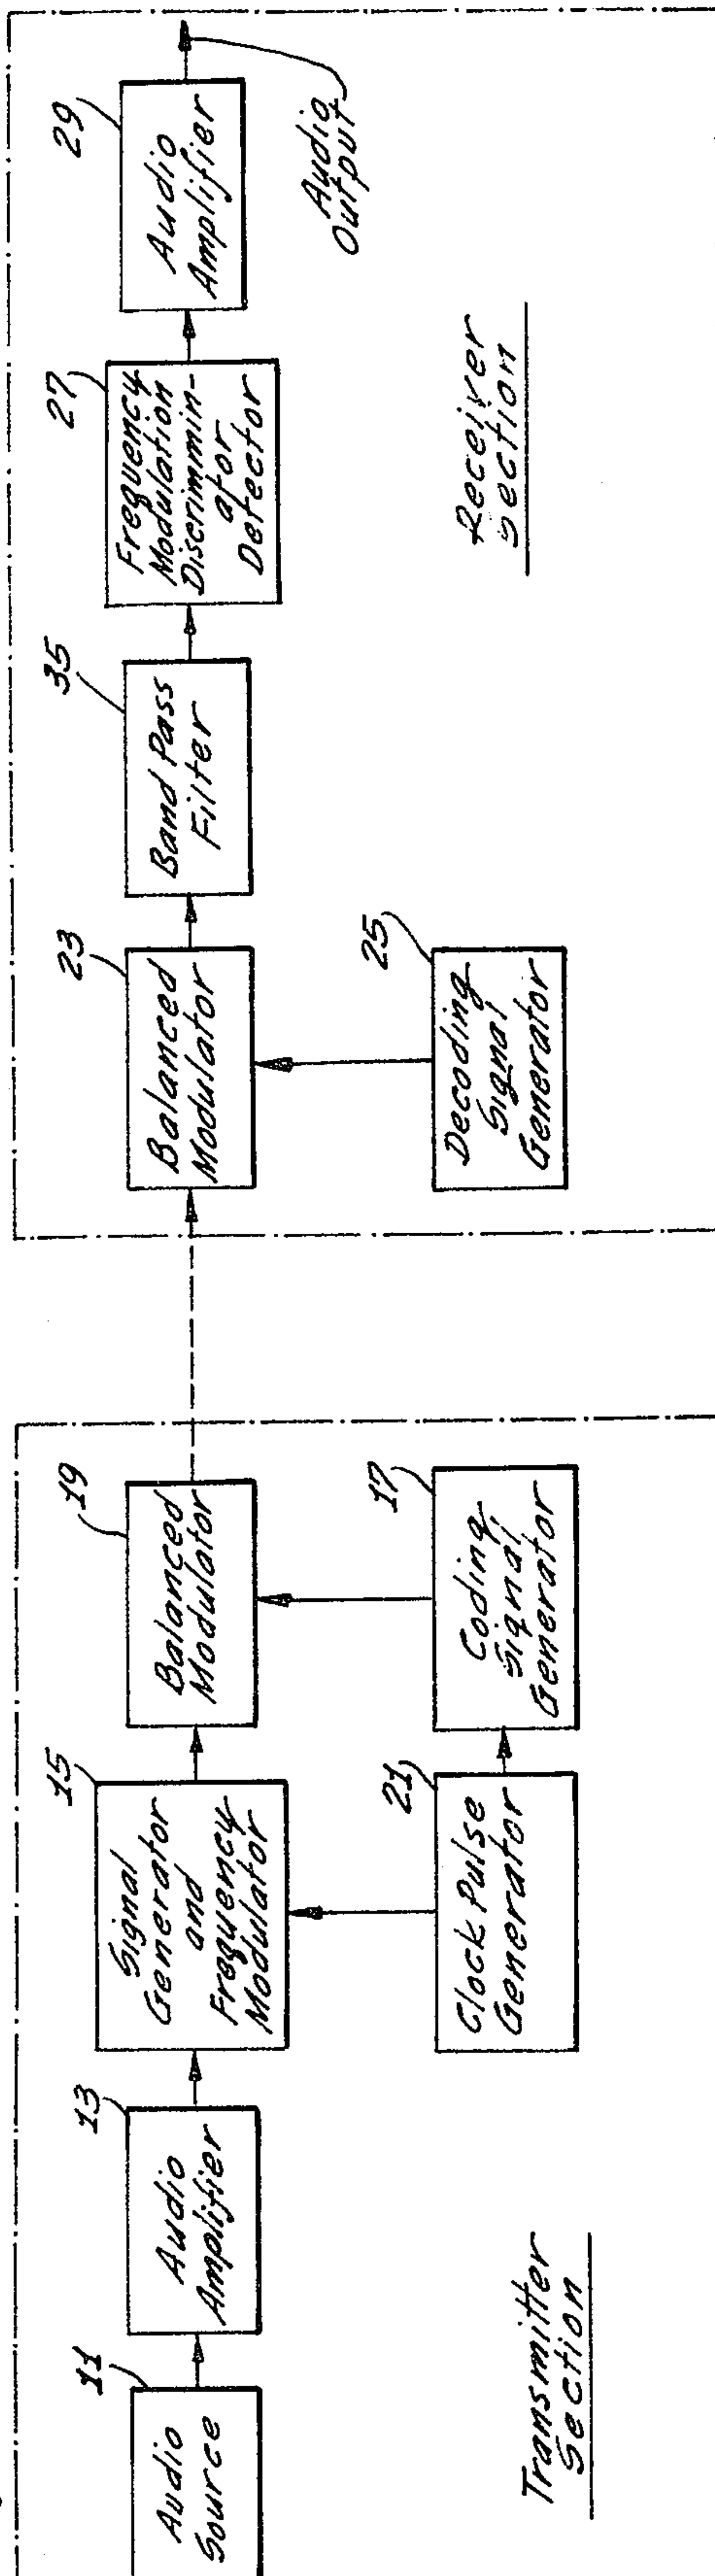 11
Audio
Source
13
Audio
Amplifier
15
Signal
Generator
and
Frequency
Modulator
19
Balanced
Modulator
21
Clock Pulse
Generator
17
Coding
Signal
Generator
Transmitter
Section
23
Balanced
Modulator
35
Band Pass
Filter
27
Frequency
Modulation
Discrimmin-
ator
Detector
29
Audio
Amplifier
Audio
Output
25
Decoding
Signal
Generator
Receiver
Section